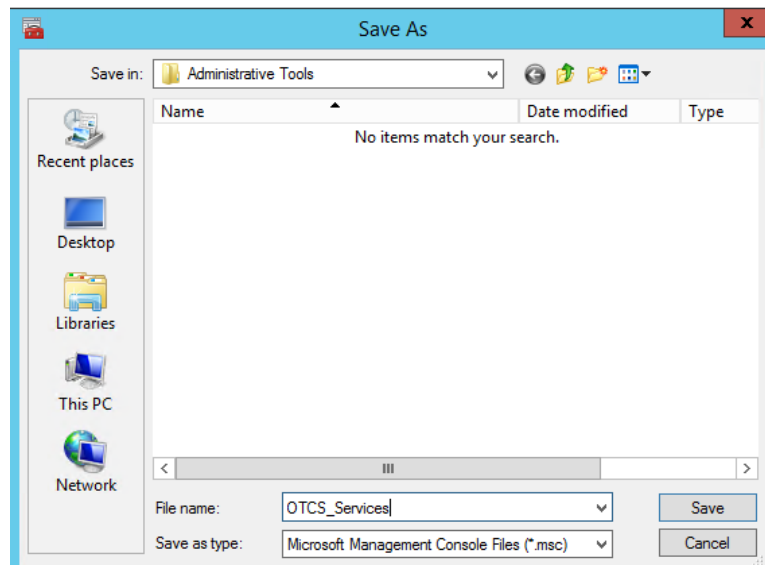 Save As
x
Save in:
Administrative Tools
Name
Date modified
Type
No items match your search.
Recent places
Desktop
Libraries
This PC
Network
File name:
OTCS_Services
Save
Save as type:
Microsoft Management Console Files (*.msc)
Cancel